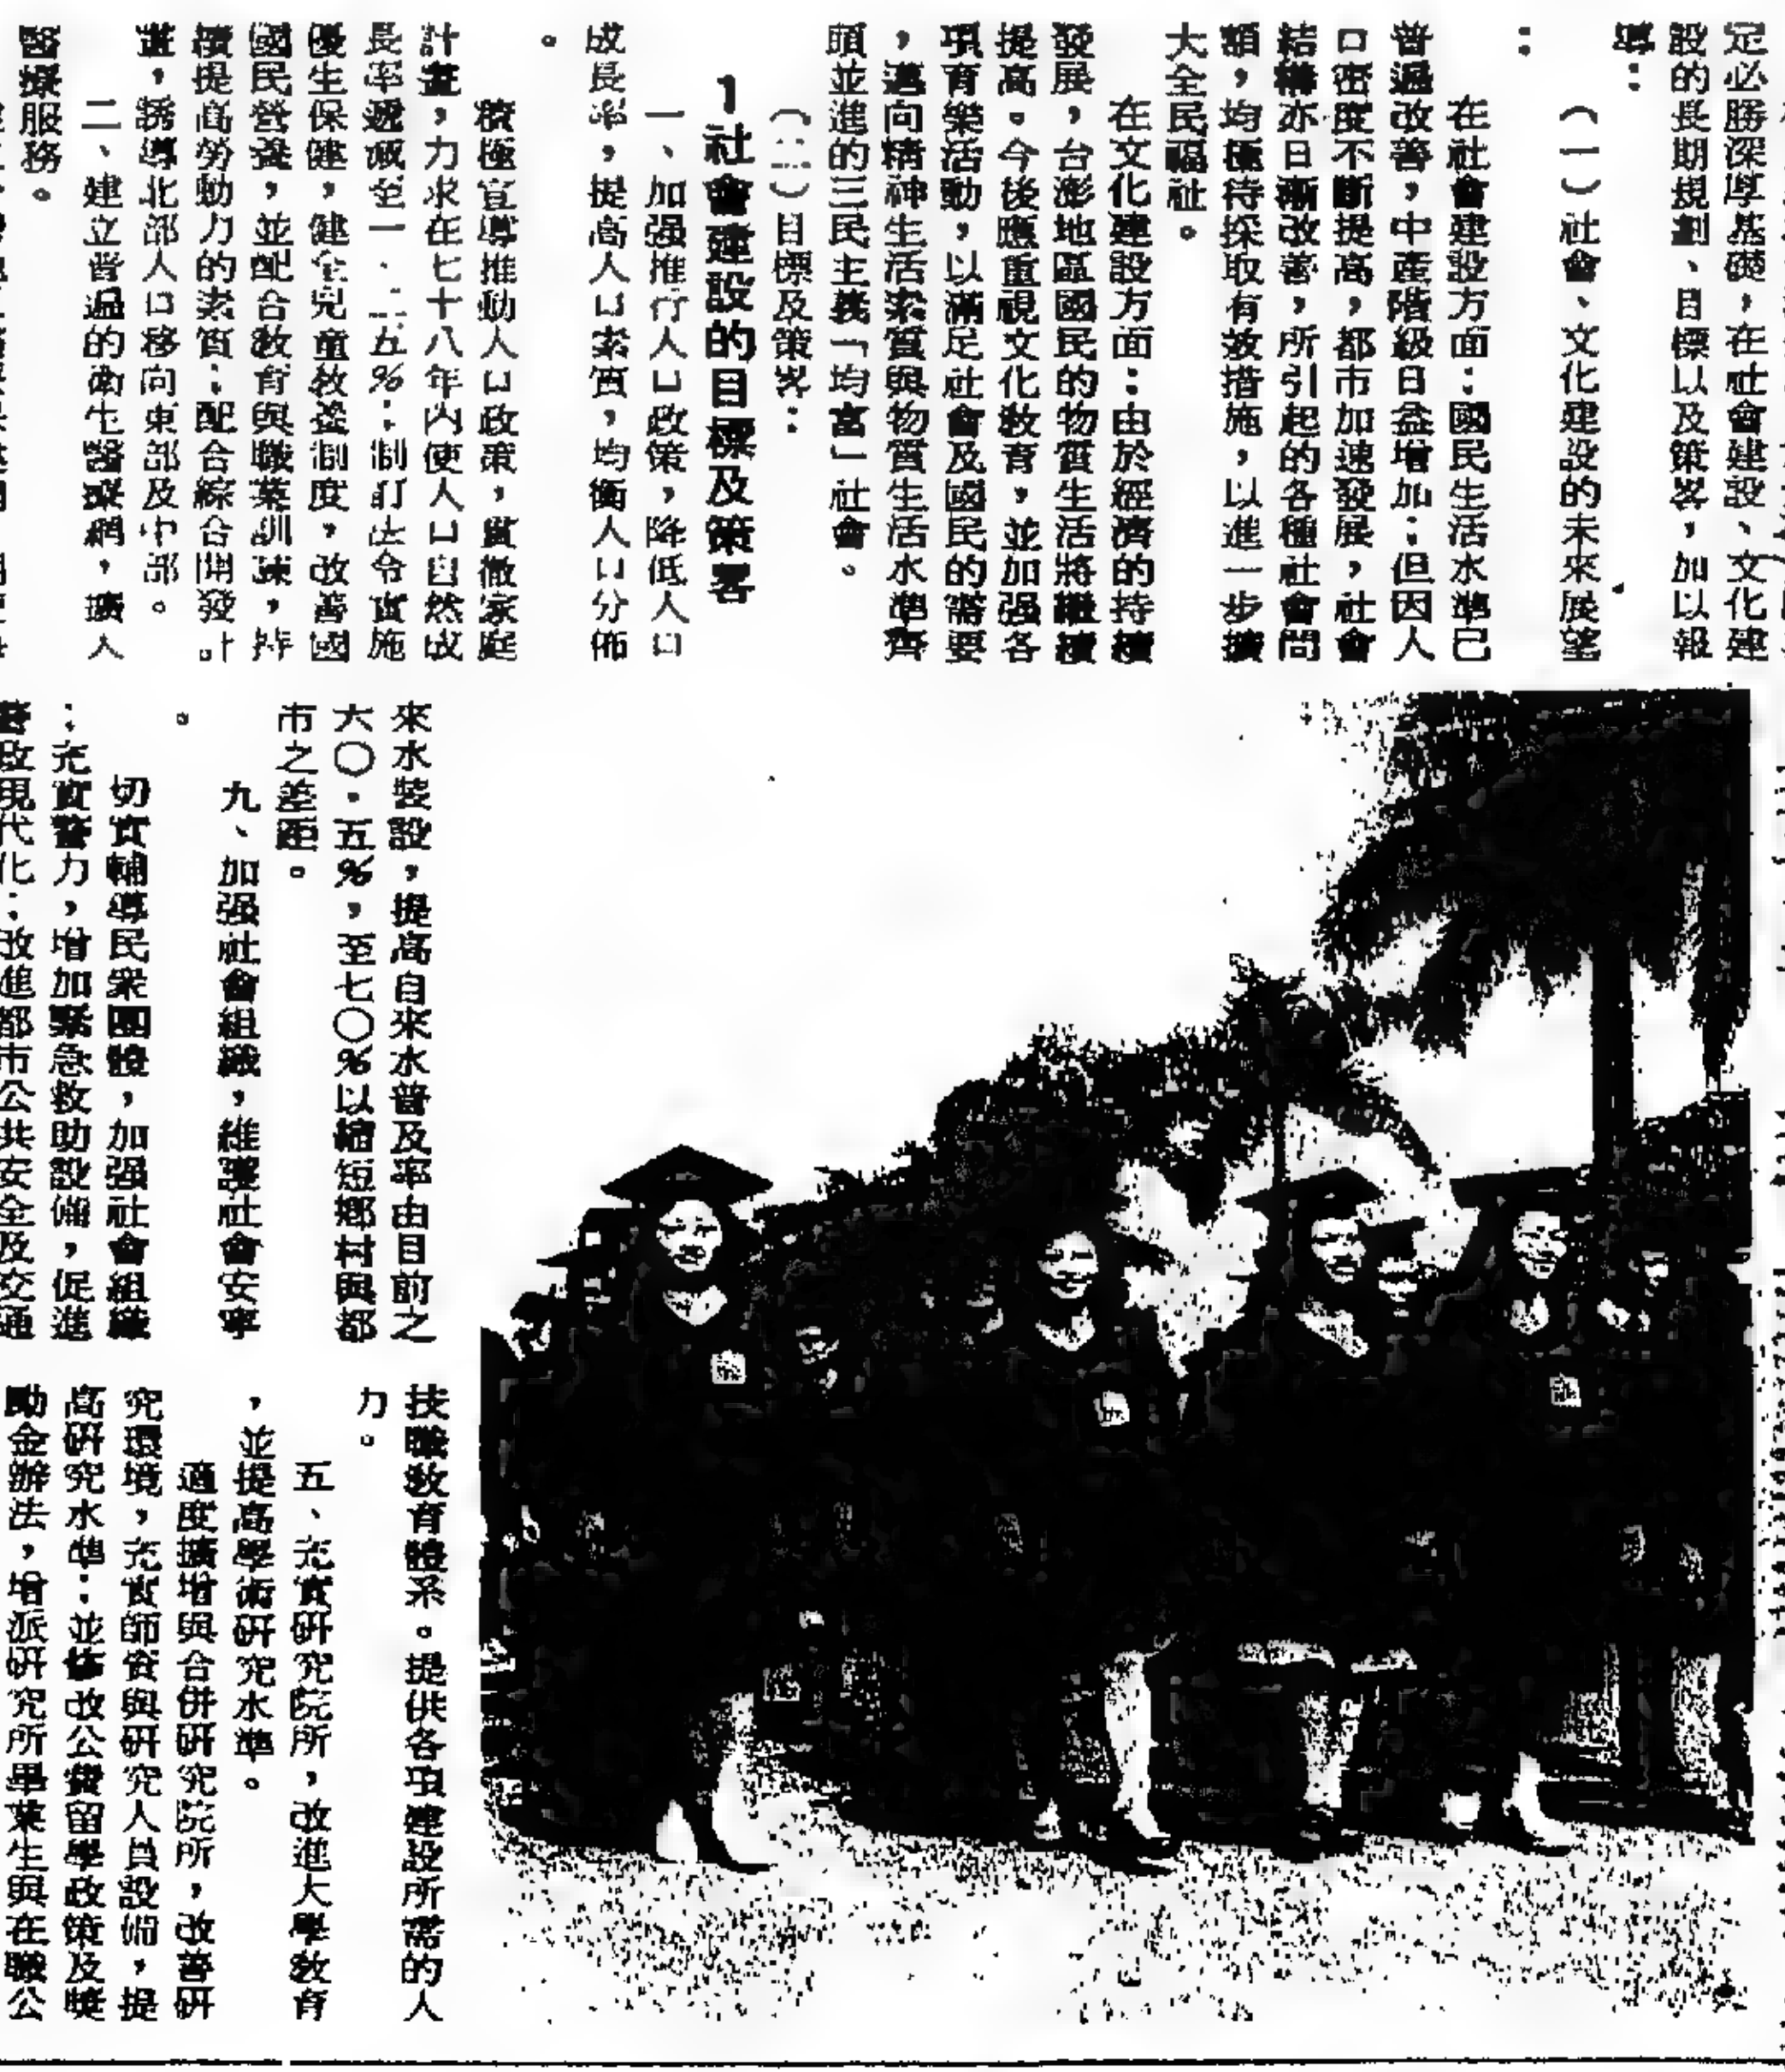 定必勝深厚基礎，在社會建設、文化建
設的長期規劃、目標以及策畧，加以報
導：
（一）社會、文化建設的未來展望
：
在社會建設方面：國民生活水準已
普遍改善，中產階級日益增加；但因人
口密度不斷提高，都市加速發展，社會
結構亦日漸改善，所引起的各種社會問
題，均亟待採取有效措施，以進一步擴
大全民福祉。
在文化建設方面：由於經濟的持續
發展，台澎地區國民的物質生活將繼續
提高。今後應重視文化教育，並加强各
項育樂活動，以滿足社會及國民的需要
，邁向精神生活素質與物質生活水準齊
頭並進的三民主義「均富」社會。
（二）目標及策畧：
1社會建設的目標及策畧
一、加强推行人口政策，降低人口
成長率，提高人口素質，均衡人口分佈
。
積極宣導推動人口政策，貫徹家庭
計畫，力求在七十八年內使人口自然成
長率遞減至一．二五％；制訂法令實施
優生保健，健全兒童教養制度，改善國
國民營養，並配合教育與職業訓練，持
續提高勞動力的素質；配合綜合開發計
畫，誘導北部人口移向東部及中部。
二、建立普遍的衛生醫療網，擴大
醫療服務。
來水裝設，提高自來水普及率由目前之
六〇．五％，至七〇％以縮短鄉村與都
市之差距。
九、加强社會組織，維護社會安寧
。
切實輔導民衆團體，加强社會組織
；充實警力，增加緊急救助設備，促進
警政現代化；改進都市公共安全及交通
技職教育體系。提供各項建設所需的人
力。
五、充實研究院所，改進大學教育
，並提高學術研究水準。
適度擴增與合併研究院所，改善研
究環境，充實師資與研究人員設備，提
高研究水準；並修改公費留學政策及獎
勵金辦法，增派研究所畢業生與在職公